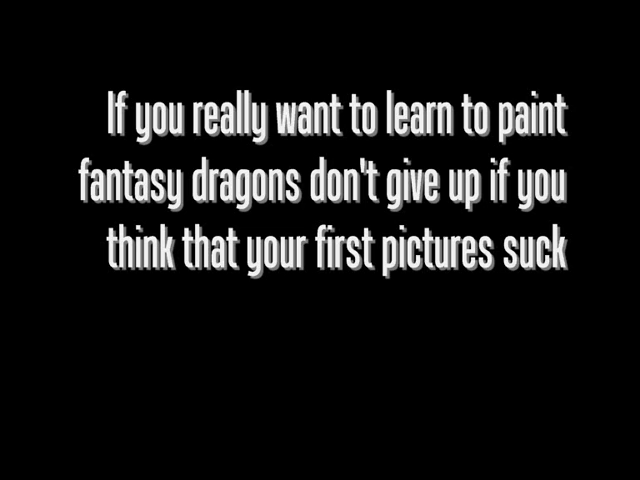 If you really want to learn to paint
fantasy dragons don't give up if you
think that your first pictures suck